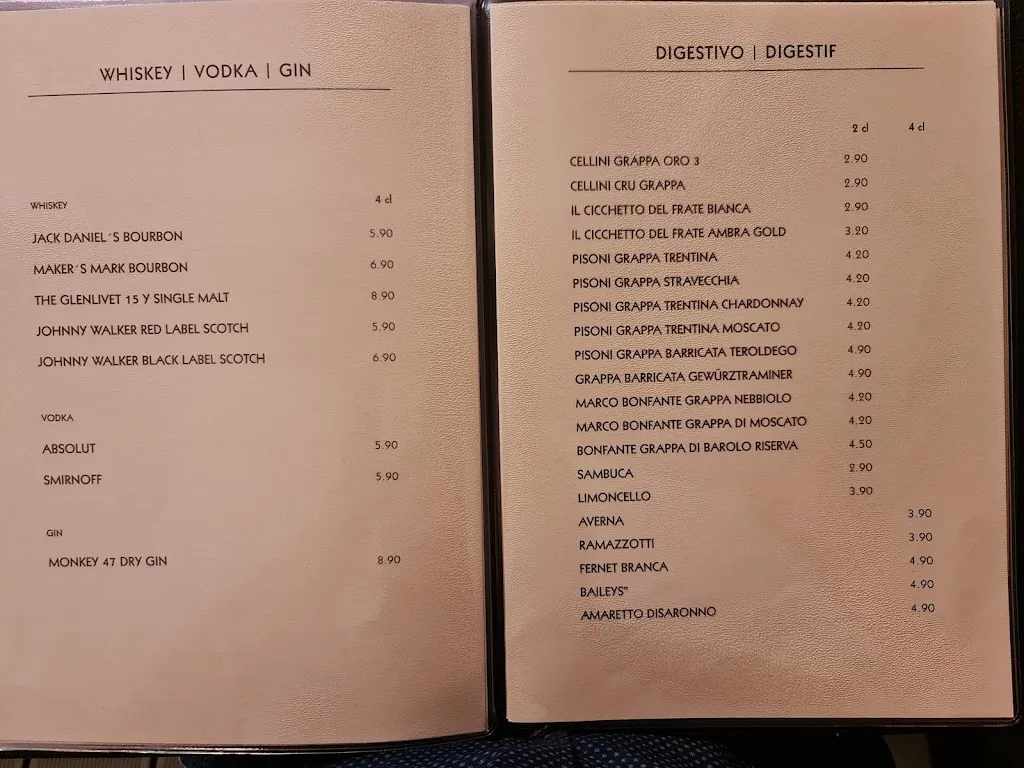 WHISKEY | VODKA | GIN
WHISKEY 4 cl
JACK DANIEL´S BOURBON 5.90
MAKER´S MARK BOURBON 6.90
THE GLENLIVET 15 Y SINGLE MALT 8.90
JOHNNY WALKER RED LABEL SCOTCH 5.90
JOHNNY WALKER BLACK LABEL SCOTCH 6.90
VODKA
ABSOLUT 5.90
SMIRNOFF 5.90
GIN
MONKEY 47 DRY GIN 8.90
DIGESTIVO | DIGESTIF
2 cl 4 cl
CELLINI GRAPPA ORO 3 2.90
CELLINI CRU GRAPPA 2.90
IL CICCHETTO DEL FRATE BIANCA 2.90
IL CICCHETTO DEL FRATE AMBRA GOLD 3.20
PISONI GRAPPA TRENTINA 4.20
PISONI GRAPPA STRAVECCHIA 4.20
PISONI GRAPPA TRENTINA CHARDONNAY 4.20
PISONI GRAPPA TRENTINA MOSCATO 4.20
PISONI GRAPPA BARRICATA TEROLDEGO 4.90
GRAPPA BARRICATA GEWÜRZTRAMINER 4.90
MARCO BONFANTE GRAPPA NEBBIOLO 4.20
MARCO BONFANTE GRAPPA DI MOSCATO 4.20
BONFANTE GRAPPA DI BAROLO RISERVA 4.50
SAMBUCA 2.90
LIMONCELLO 3.90
AVERNA 3.90
RAMAZZOTTI 3.90
FERNET BRANCA 4.90
BAILEYS" 4.90
AMARETTO DISARONNO 4.90